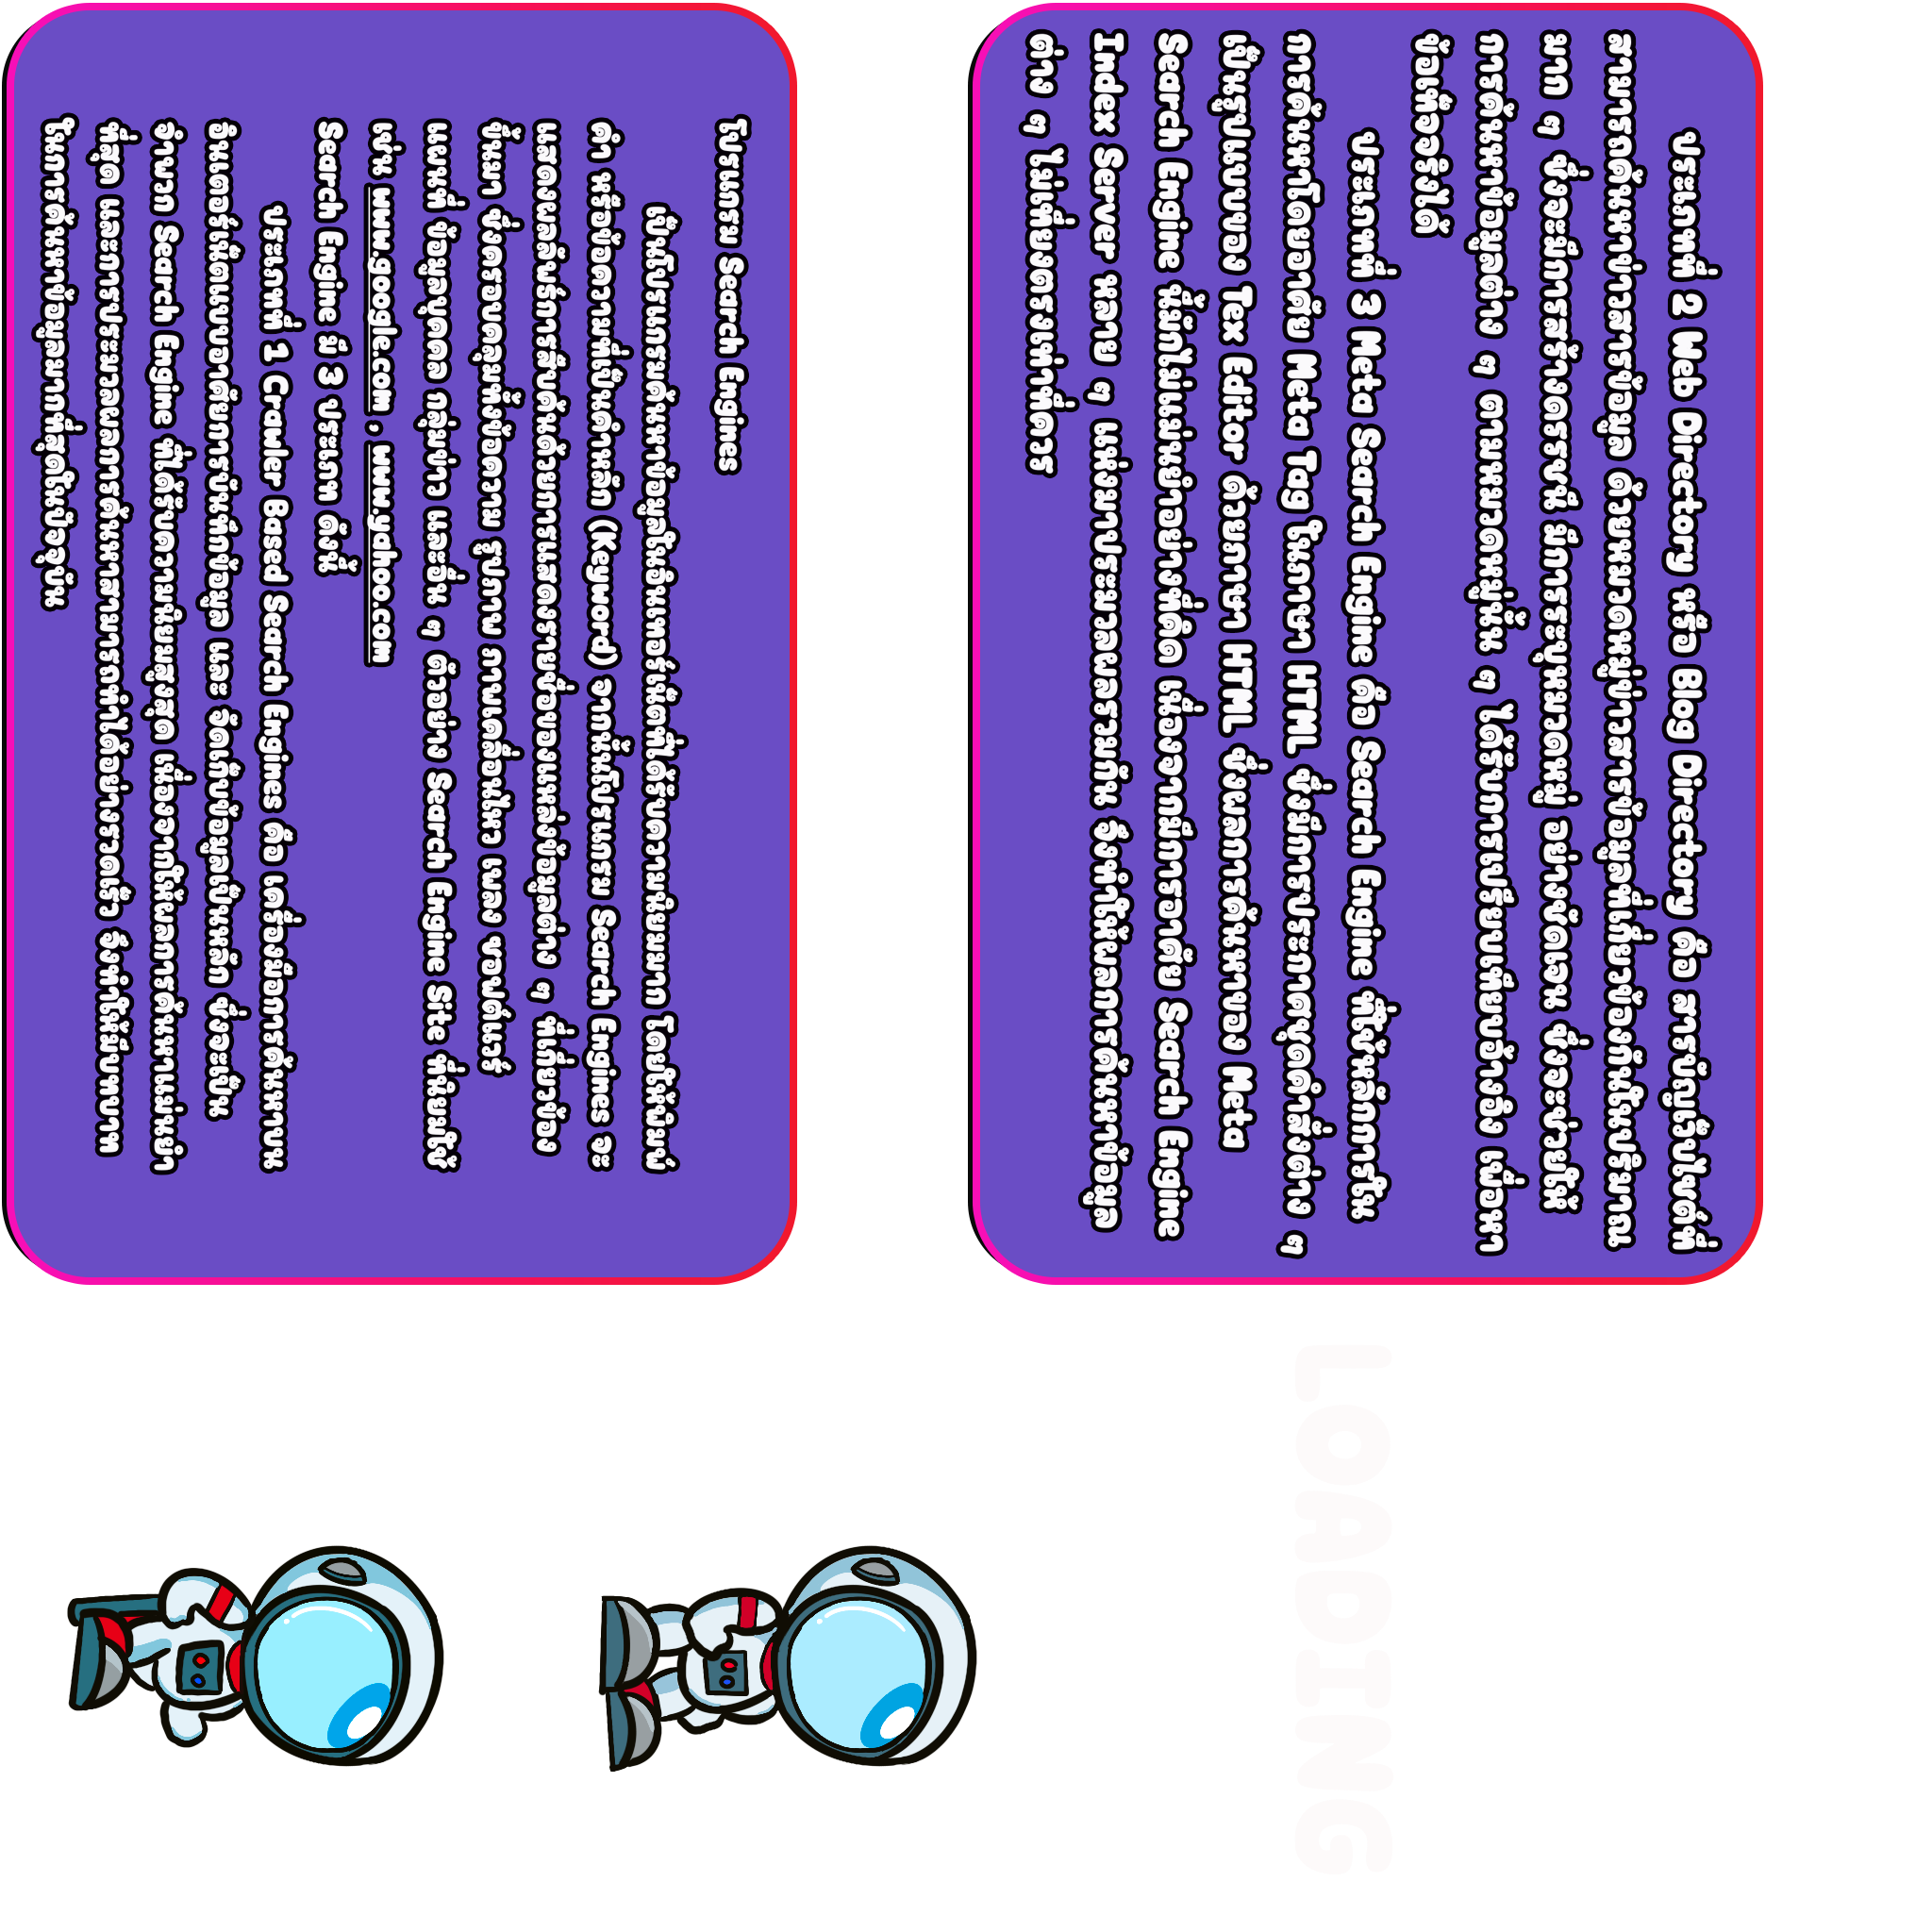 โปรแกรม Search Engines
เป็นโปรแกรมค้นหาข้อมูลในอินเทอร์เน็ตที่ได้รับความนิยมมาก โดยให้พิมพ์
คำ หรือข้อความที่เป็นคำหลัก (Keyword) จากนั้นโปรแกรม Search Engines จะ
แสดงผลลัพธ์การสืบค้นด้วยการแสดงรายชื่อของแหล่งข้อมูลต่าง ๆ ที่เกี่ยวข้อง
ขึ้นมา ซึ่งครอบคลุมทั้งข้อความ รูปภาพ ภาพเคลื่อนไหว เพลง ซอฟต์แวร์
แผนที่ ข้อมูลบุคคล กลุ่มข่าว และอื่น ๆ ตัวอย่าง Search Engine Site ที่นิยมใช้
เช่น www.google.com , www.yahoo.com
Search Engine มี 3 ประเภท ดังนี้
ประเภทที่ 1 Crawler Based Search Engines คือ เครื่องมือการค้นหาบน
อินเตอร์เน็ตแบบอาศัยการบันทึกข้อมูล และ จัดเก็บข้อมูลเป็นหลัก ซึ่งจะเป็น
จำพวก Search Engine ที่ได้รับความนิยมสูงสุด เนื่องจากให้ผลการค้นหาแม่นยำ
ที่สุด และการประมวลผลการค้นหาสามารถทำได้อย่างรวดเร็ว จึงทำให้มีบทบาท
ในการค้นหาข้อมูลมากที่สุดในปัจจุบัน
ประเภทที่ 2 Web Directory หรือ Blog Directory คือ สารบัญเว็บไซต์ที่
สามารถค้นหาข่าวสารข้อมูล ด้วยหมวดหมู่ข่าวสารข้อมูลที่เกี่ยวข้องกันในปริมาณ
มาก ๆ ซึ่งจะมีการสร้างดรรชนี มีการระบุหมวดหมู่ อย่างชัดเจน ซึ่งจะช่วยให้
การค้นหาข้อมูลต่าง ๆ ตามหมวดหมู่นั้น ๆ ได้รับการเปรียบเทียบอ้างอิง เพื่อหา
ข้อเท็จจริงได้
ประเภทที่ 3 Meta Search Engine คือ Search Engine ที่ใช้หลักการใน
การค้นหาโดยอาศัย Meta Tag ในภาษา HTML ซึ่งมีการประกาศชุดคำสั่งต่าง ๆ
เป็นรูปแบบของ Tex Editor ด้วยภาษา HTML ซึ่งผลการค้นหาของ Meta
Search Engine นี้มักไม่แม่นยำอย่างที่คิด เนื่องจากมีการอาศัย Search Engine
Index Server หลาย ๆ แห่งมาประมวลผลรวมกัน จึงทำให้ผลการค้นหาข้อมูล
ต่าง ๆ ไม่เที่ยงตรงเท่าที่ควร
LOADING